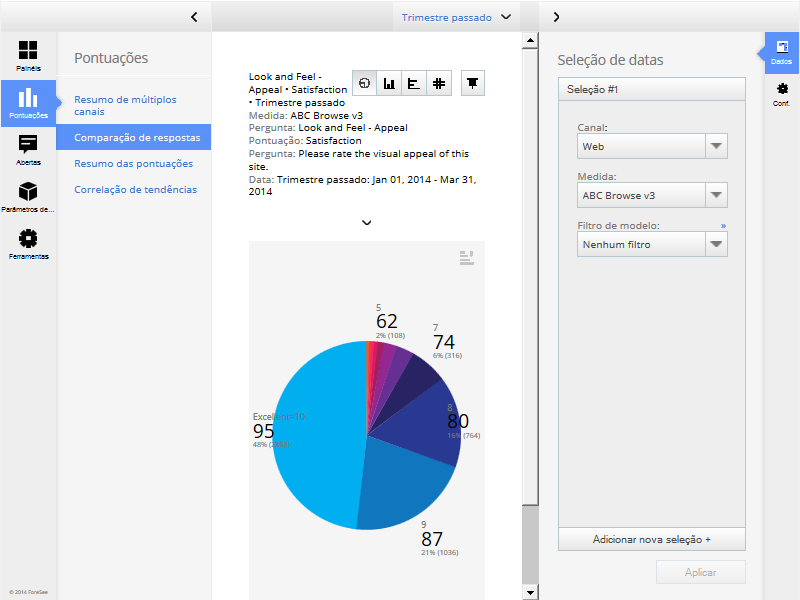 Trimestre passado
Painéis
Pontuações
Abertas
Parâmetros de...
Ferramentas
© 2014 ForeSee
Pontuações
Resumo de múltiplos
canais
Comparação de respostas
Resumo das pontuações
Correlação de tendências
Look and Feel -
Appeal • Satisfaction
• Trimestre passado
Medida: ABC Browse v3
Pergunta: Look and Feel - Appeal
Pontuação: Satisfaction
Pergunta: Please rate the visual appeal of this
site.
Data: Trimestre passado: Jan 01, 2014 - Mar 31,
2014
5
62
2% (108)
7
74
6% (316)
8
80
16% (764)
9
87
21% (1036)
Excellent-10
95
48%
Seleção de datas
Seleção #1
Canal:
Web
Medida:
ABC Browse v3
Filtro de modelo: »
Nenhum filtro
Adicionar nova seleção +
Aplicar
Dados
Conf.